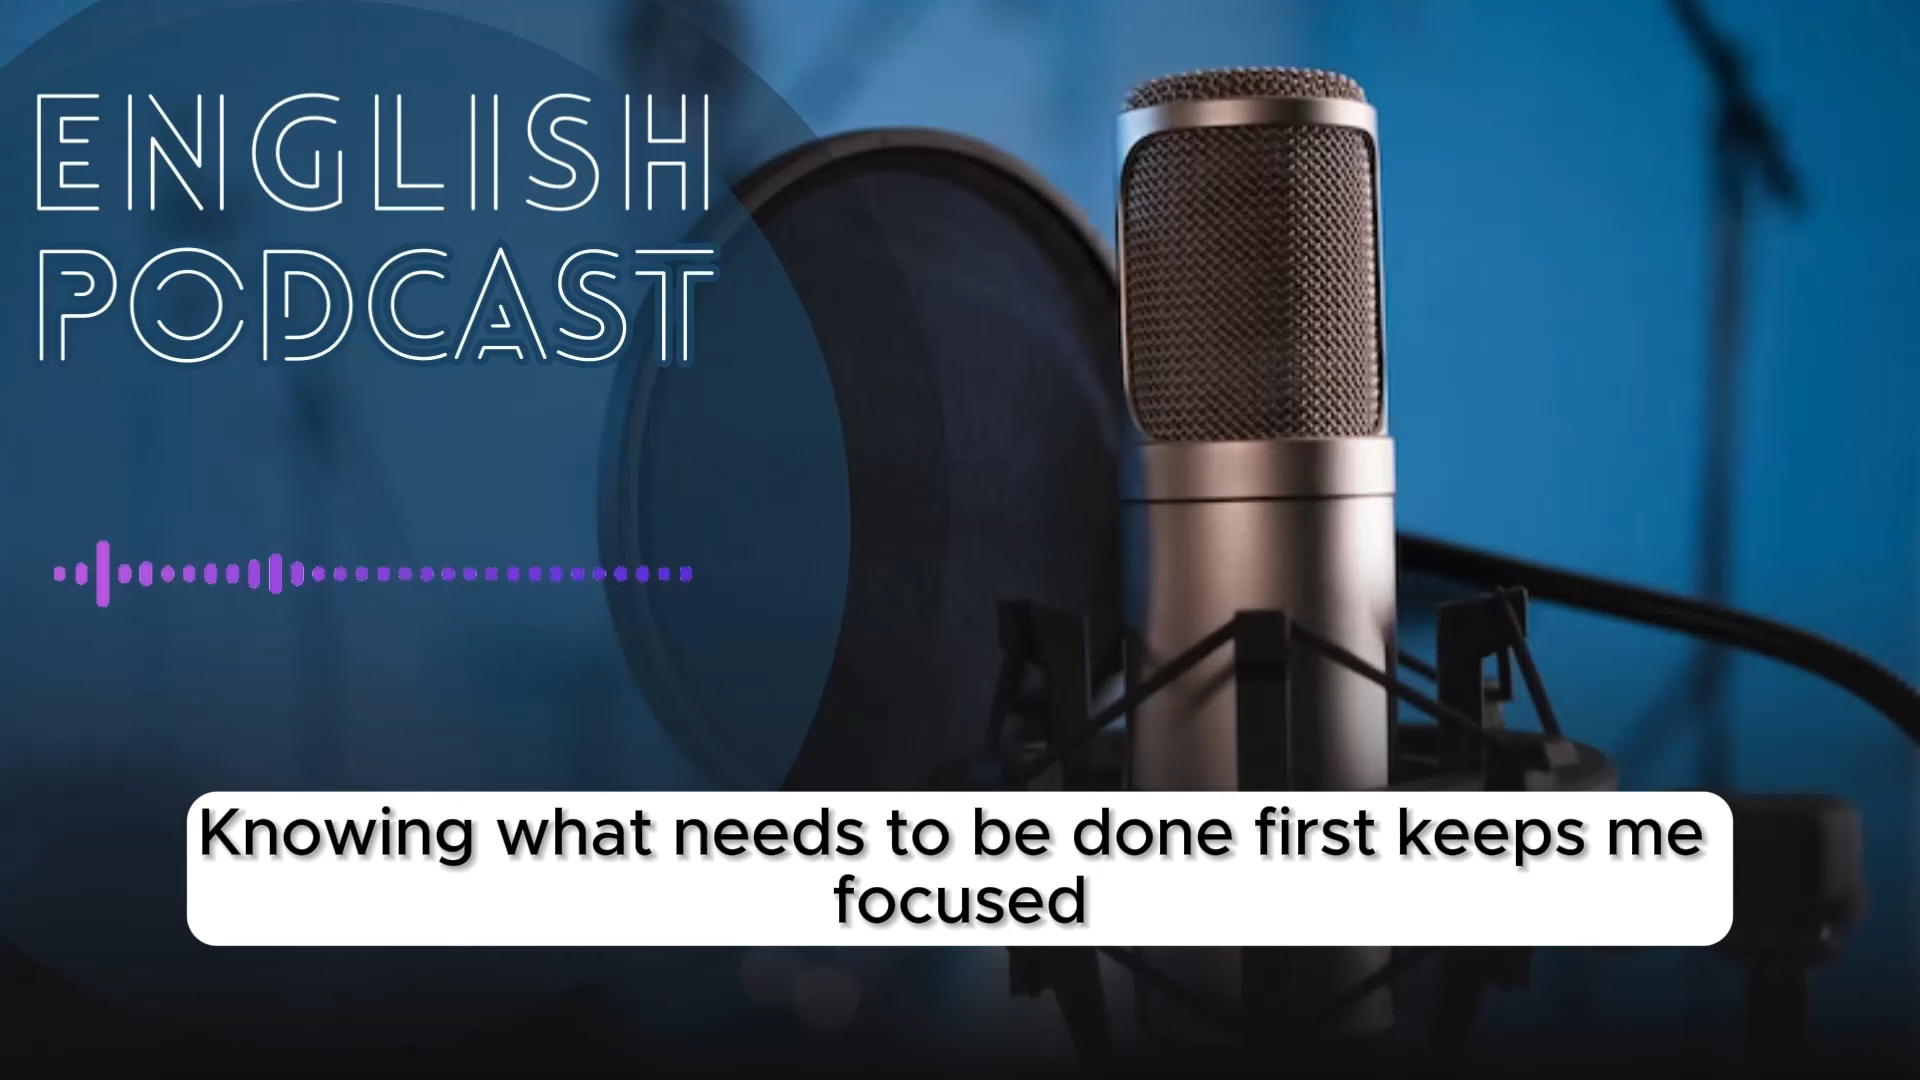 ENGLISH
PODCAST
Knowing what needs to be done first keeps me
focused